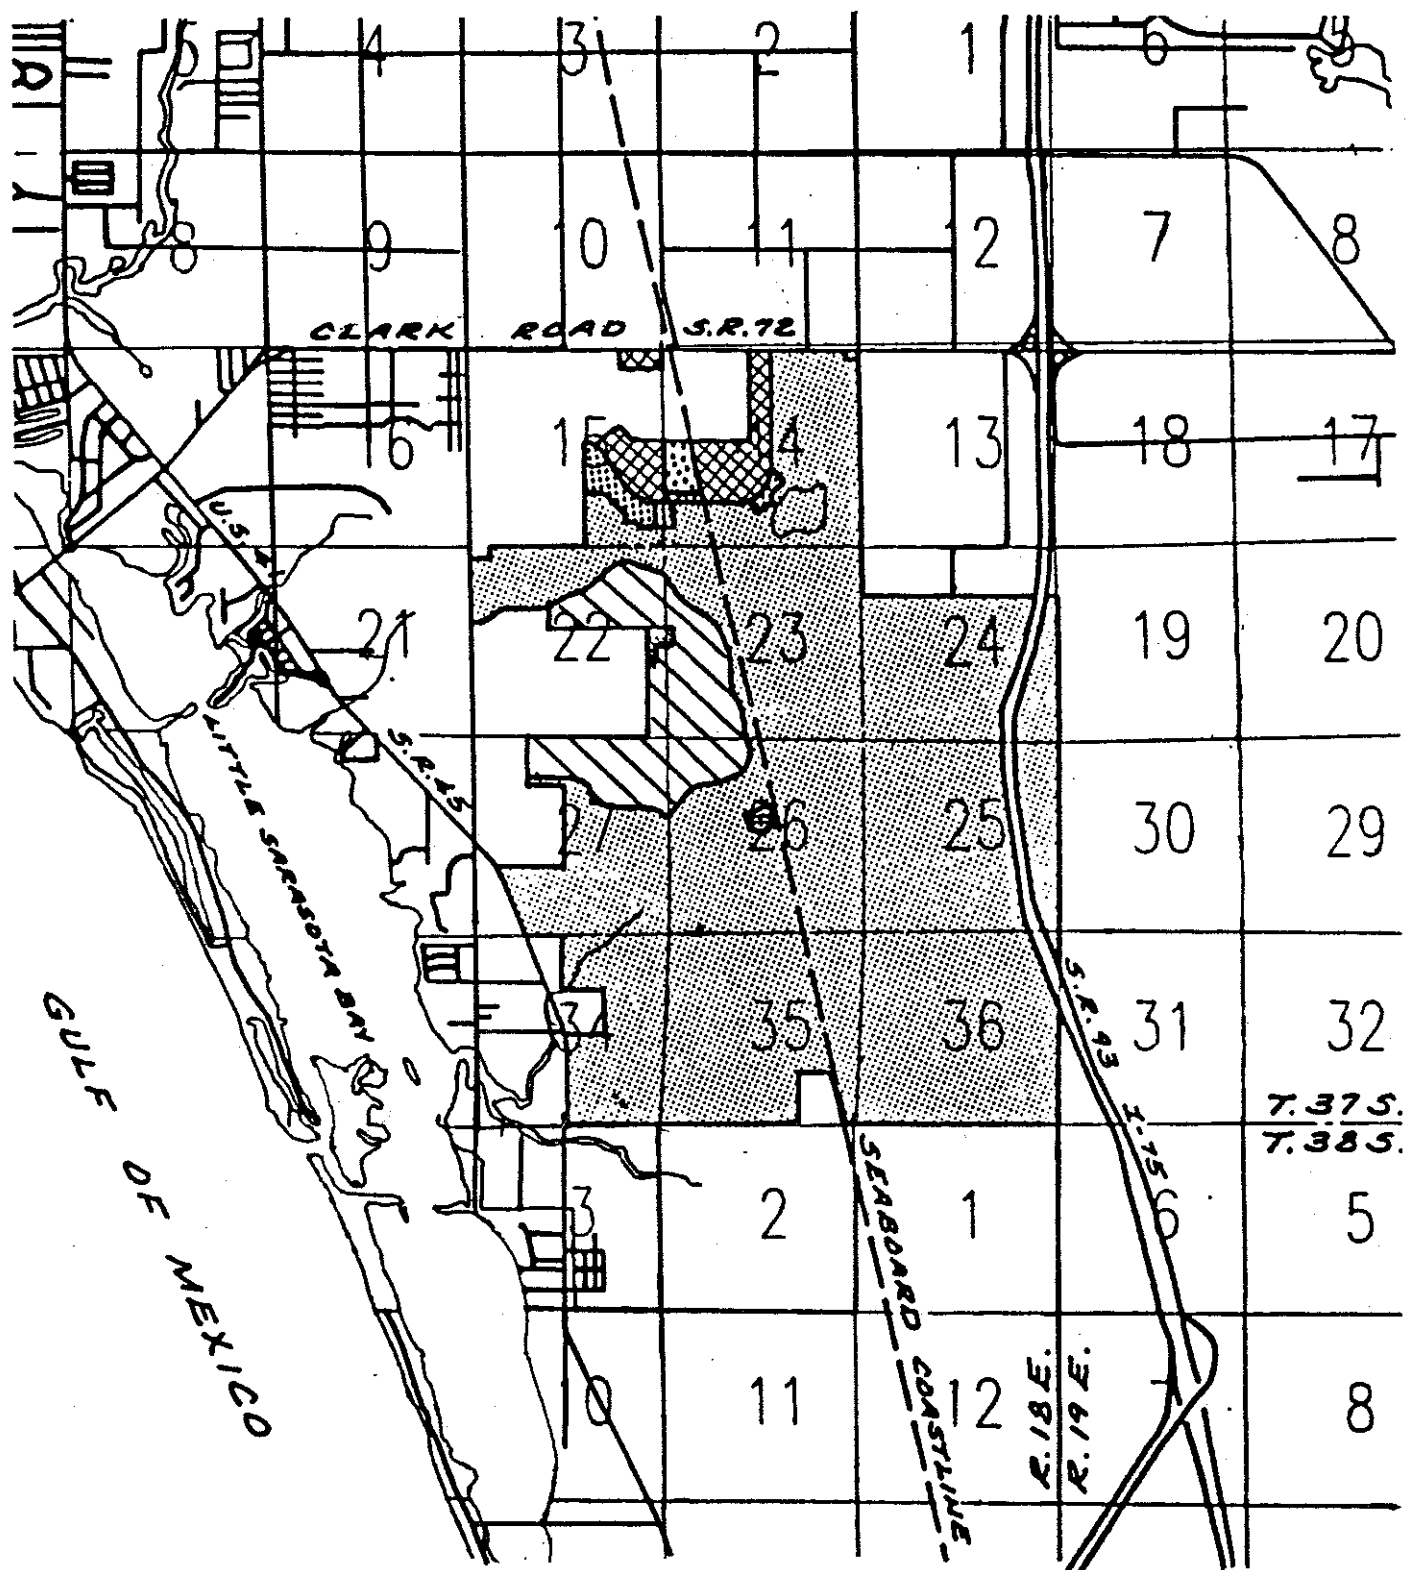 4 3 2 1 6
8 9 10 11 12 7 8
CLARK ROAD S.R.72
16 15 14 13 18 17
U.S. 41
21 22 23 24 19 20
LITTLE SARASOTA BAY
S.R.45
27 26 25 30 29
GULF OF MEXICO
34 35 36 31 32
S.R.93
I-75
T.37S.
T.38S.
SEABOARD COASTLINE
3 2 1 6 5
R.18E.
R.19E.
10 11 12 8